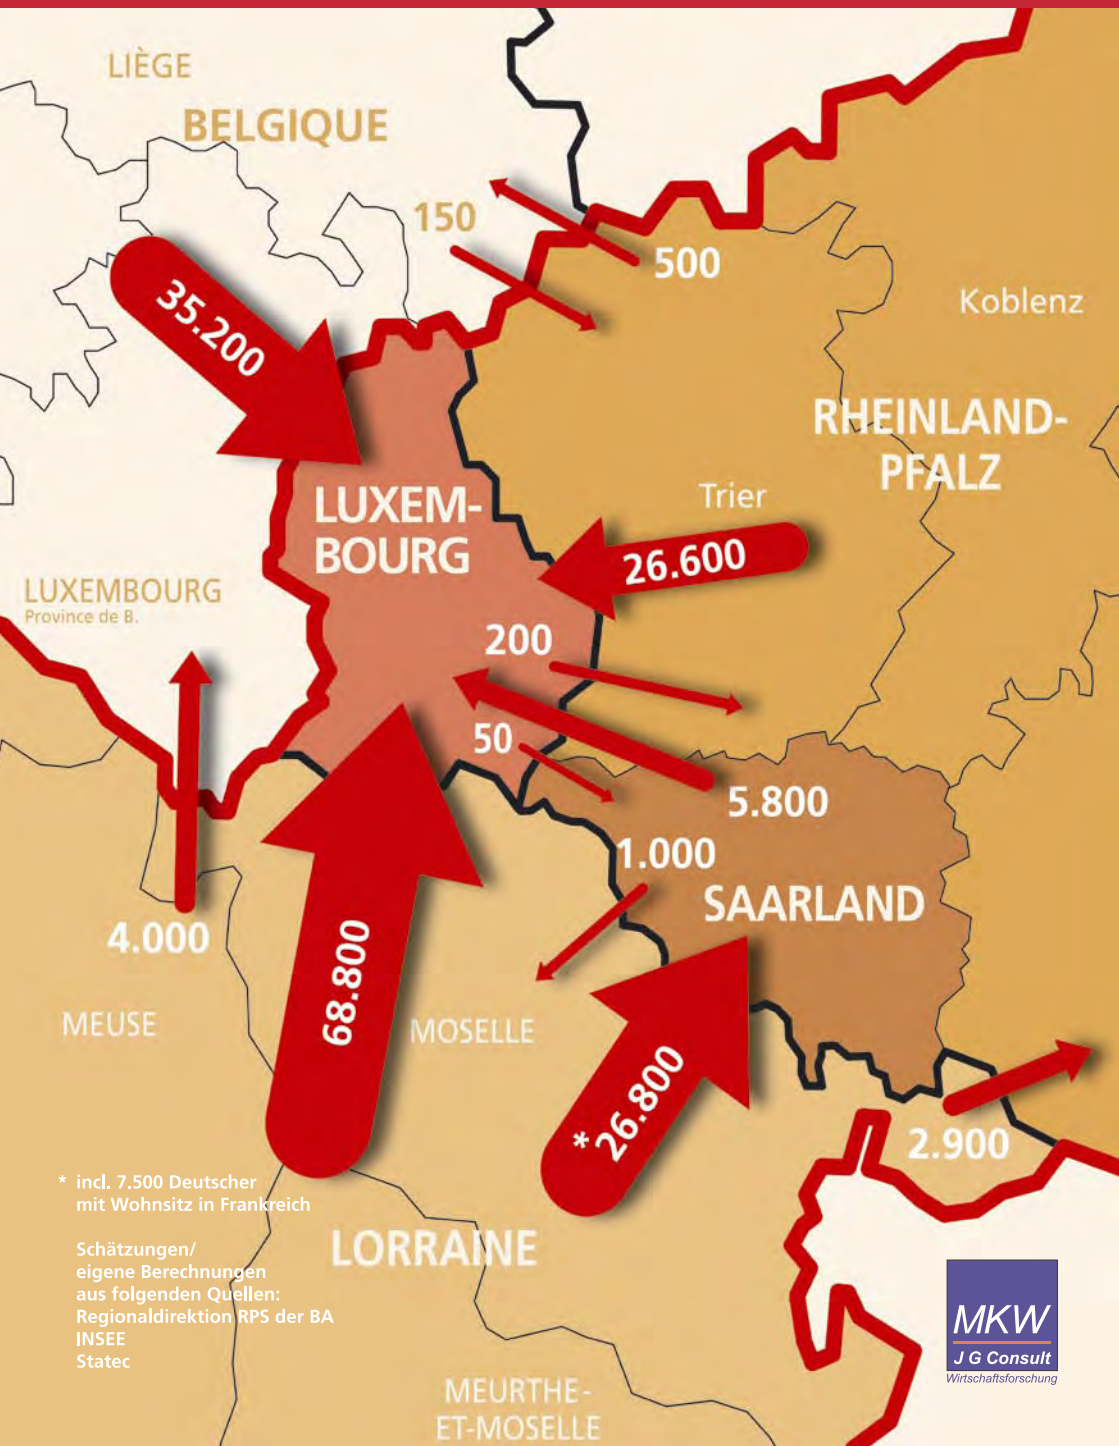 LIÈGE
BELGIQUE
150
500
35.200
Koblenz
RHEINLAND-
PFALZ
Trier
LUXEM-
BOURG
26.600
LUXEMBOURG
Province de B.
200
50
5.800
1.000
SAARLAND
4.000
68.800
MEUSE
MOSELLE
* 26.800
2.900
* incl. 7.500 Deutscher
mit Wohnsitz in Frankreich
Schätzungen/
eigene Berechnungen
aus folgenden Quellen:
Regionaldirektion RPS der BA
INSEE
Statec
LORRAINE
MEURTHE-
ET-MOSELLE
MKW
J G Consult
Wirtschaftsforschung